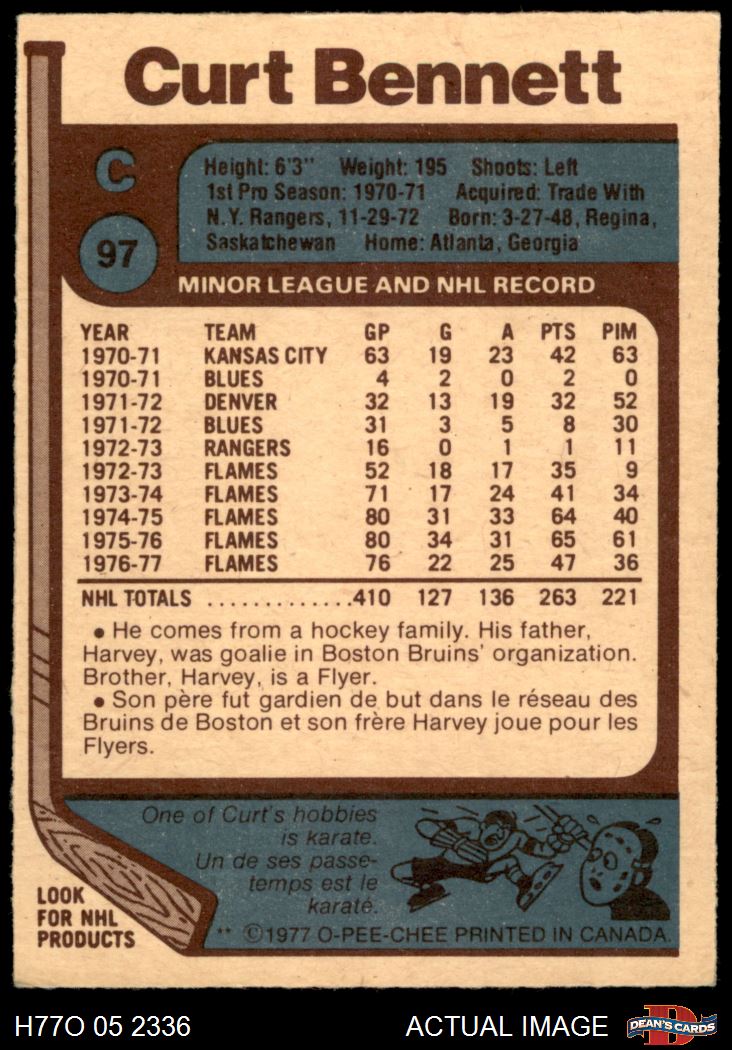 Curt Bennett
C
97
Height: 6'3" Weight: 195 Shoots: Left
1st Pro Season: 1970-71 Acquired: Trade With
N.Y. Rangers, 11-29-72 Born: 3-27-48, Regina,
Saskatchewan Home: Atlanta, Georgia
MINOR LEAGUE AND NHL RECORD
YEAR TEAM GP G A PTS PIM
1970-71 KANSAS CITY 63 19 23 42 63
1970-71 BLUES 4 2 0 2 0
1971-72 DENVER 32 13 19 32 52
1971-72 BLUES 31 3 5 8 30
1972-73 RANGERS 16 0 1 1 11
1972-73 FLAMES 52 18 17 35 9
1973-74 FLAMES 71 17 24 41 34
1974-75 FLAMES 80 31 33 64 40
1975-76 FLAMES 80 34 31 65 61
1976-77 FLAMES 76 22 25 47 36
NHL TOTALS .............410 127 136 263 221
• He comes from a hockey family. His father,
Harvey, was goalie in Boston Bruins' organization.
Brother, Harvey, is a Flyer.
• Son père fut gardien de but dans le réseau des
Bruins de Boston et son frère Harvey joue pour les
Flyers.
One of Curt's hobbies
is karate.
Un de ses passe-
temps est le
karaté.
LOOK
FOR NHL
PRODUCTS
** ©1977 O-PEE-CHEE PRINTED IN CANADA.
H77O 05 2336 ACTUAL IMAGE
D
DEAN'S CARDS